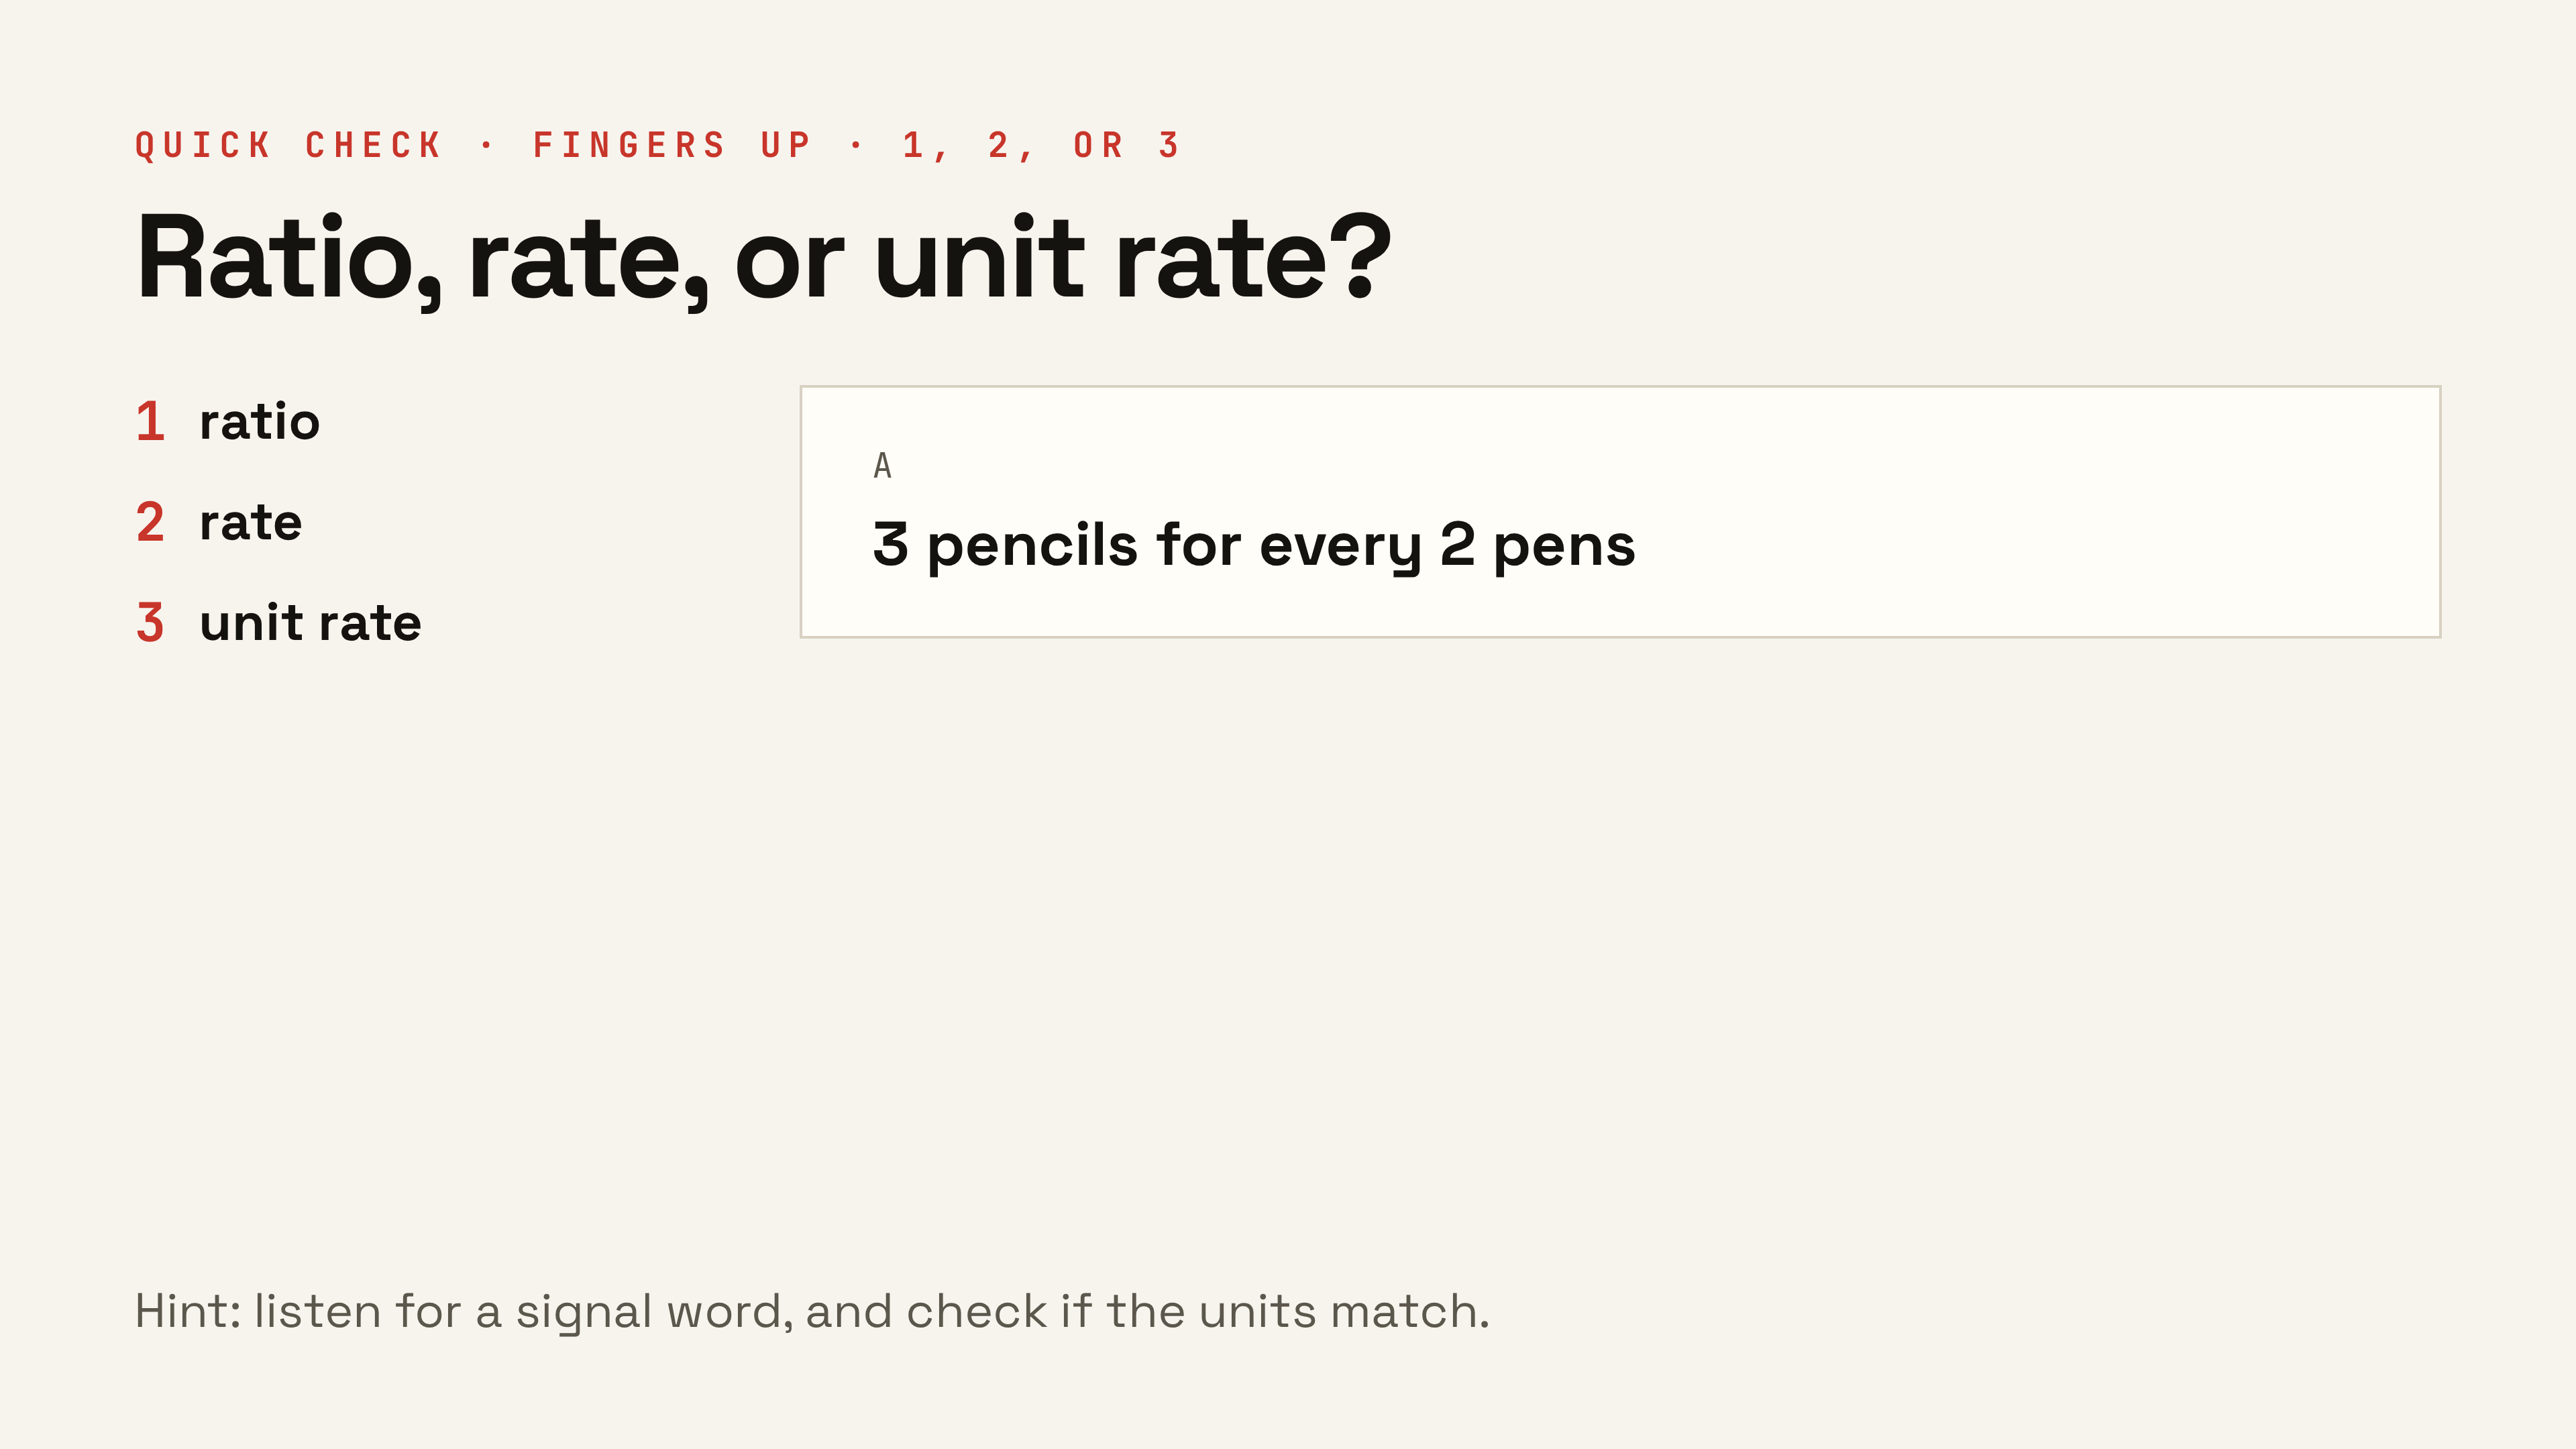 QUICK CHECK · FINGERS UP · 1, 2, OR 3
Ratio, rate, or unit rate?
1 ratio
2 rate
3 unit rate
A
3 pencils for every 2 pens
Hint: listen for a signal word, and check if the units match.